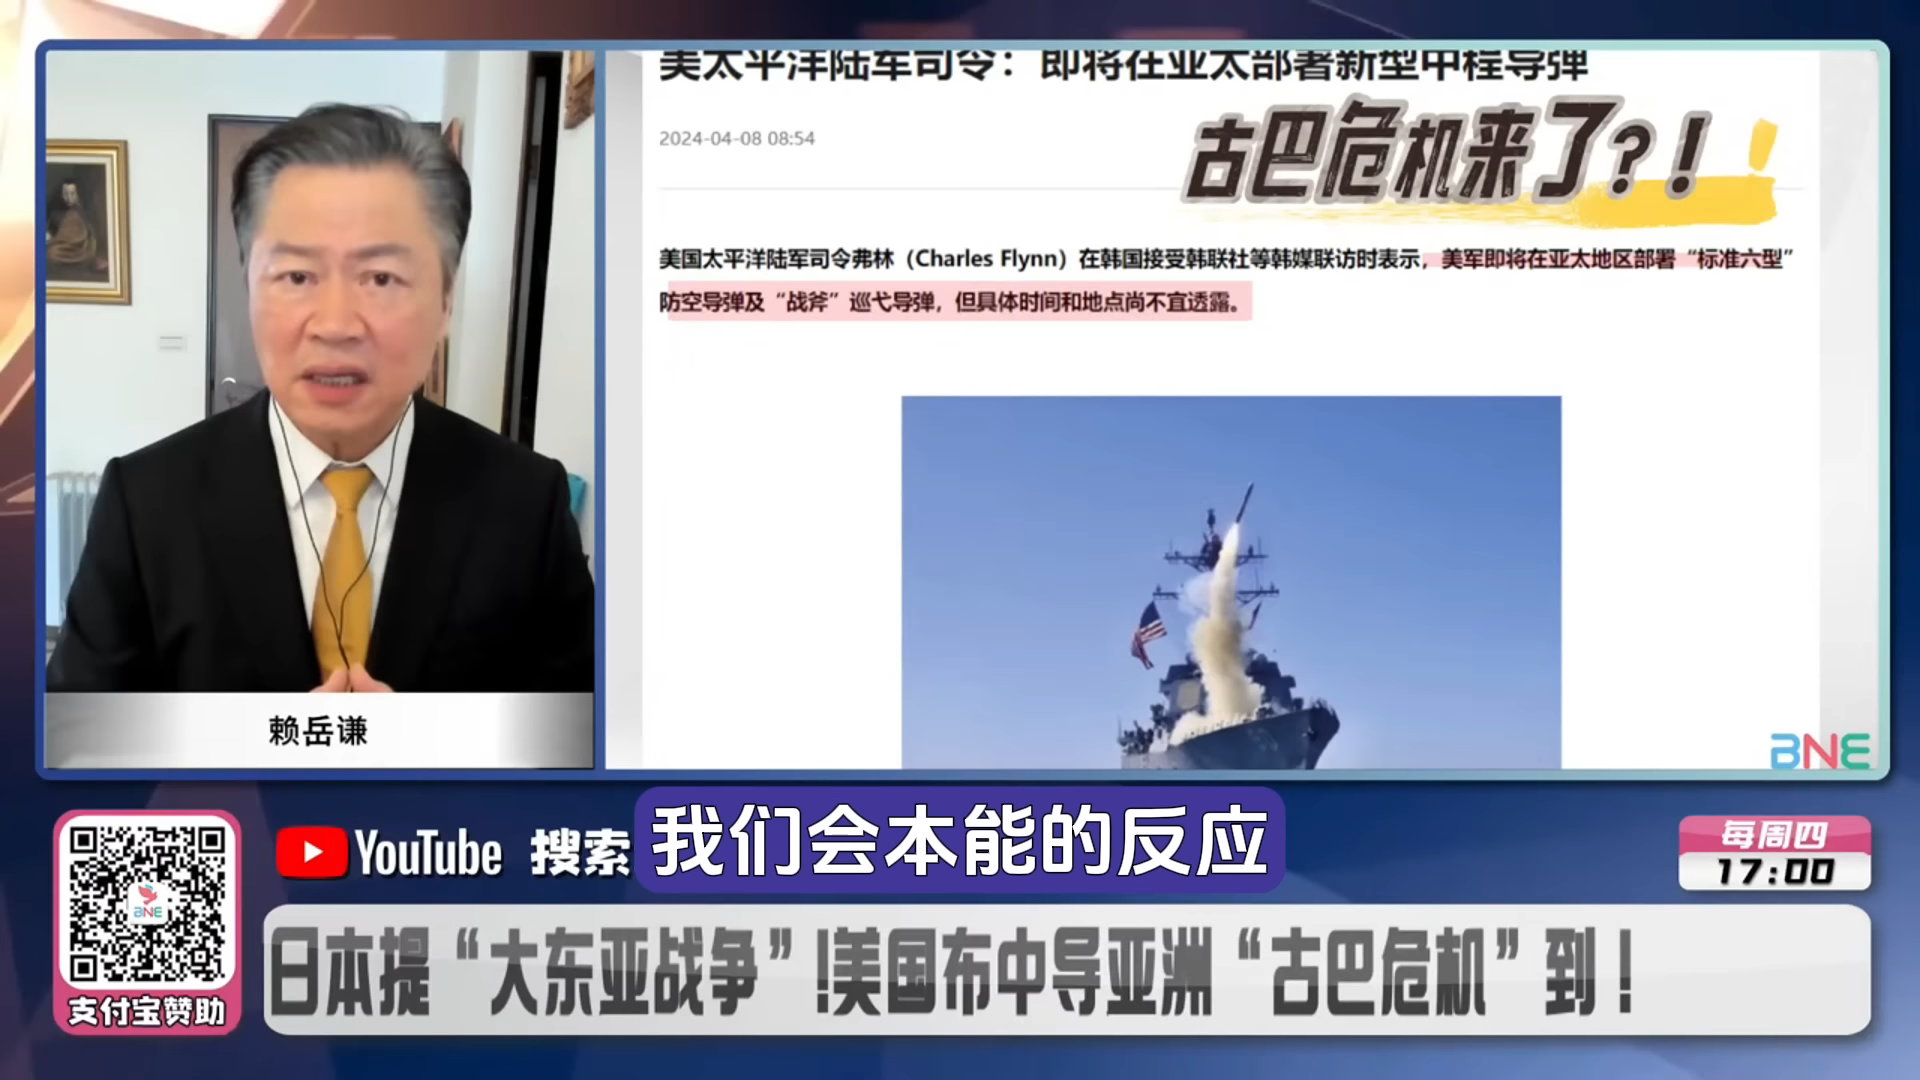 美太平洋陆军司令：即将在亚太部署新型中程导弹
2024-04-08 08:54
古巴危机来了?!
美国太平洋陆军司令弗林（Charles Flynn）在韩国接受韩联社等韩媒联访时表示，美军即将在亚太地区部署“标准六型”
防空导弹及“战斧”巡弋导弹，但具体时间和地点尚不宜透露。
赖岳谦
BNE
YouTube 搜索
我们会本能的反应
每周四
17:00
BNE
支付宝赞助
日本提“大东亚战争”!美国布中导亚洲“古巴危机”到！